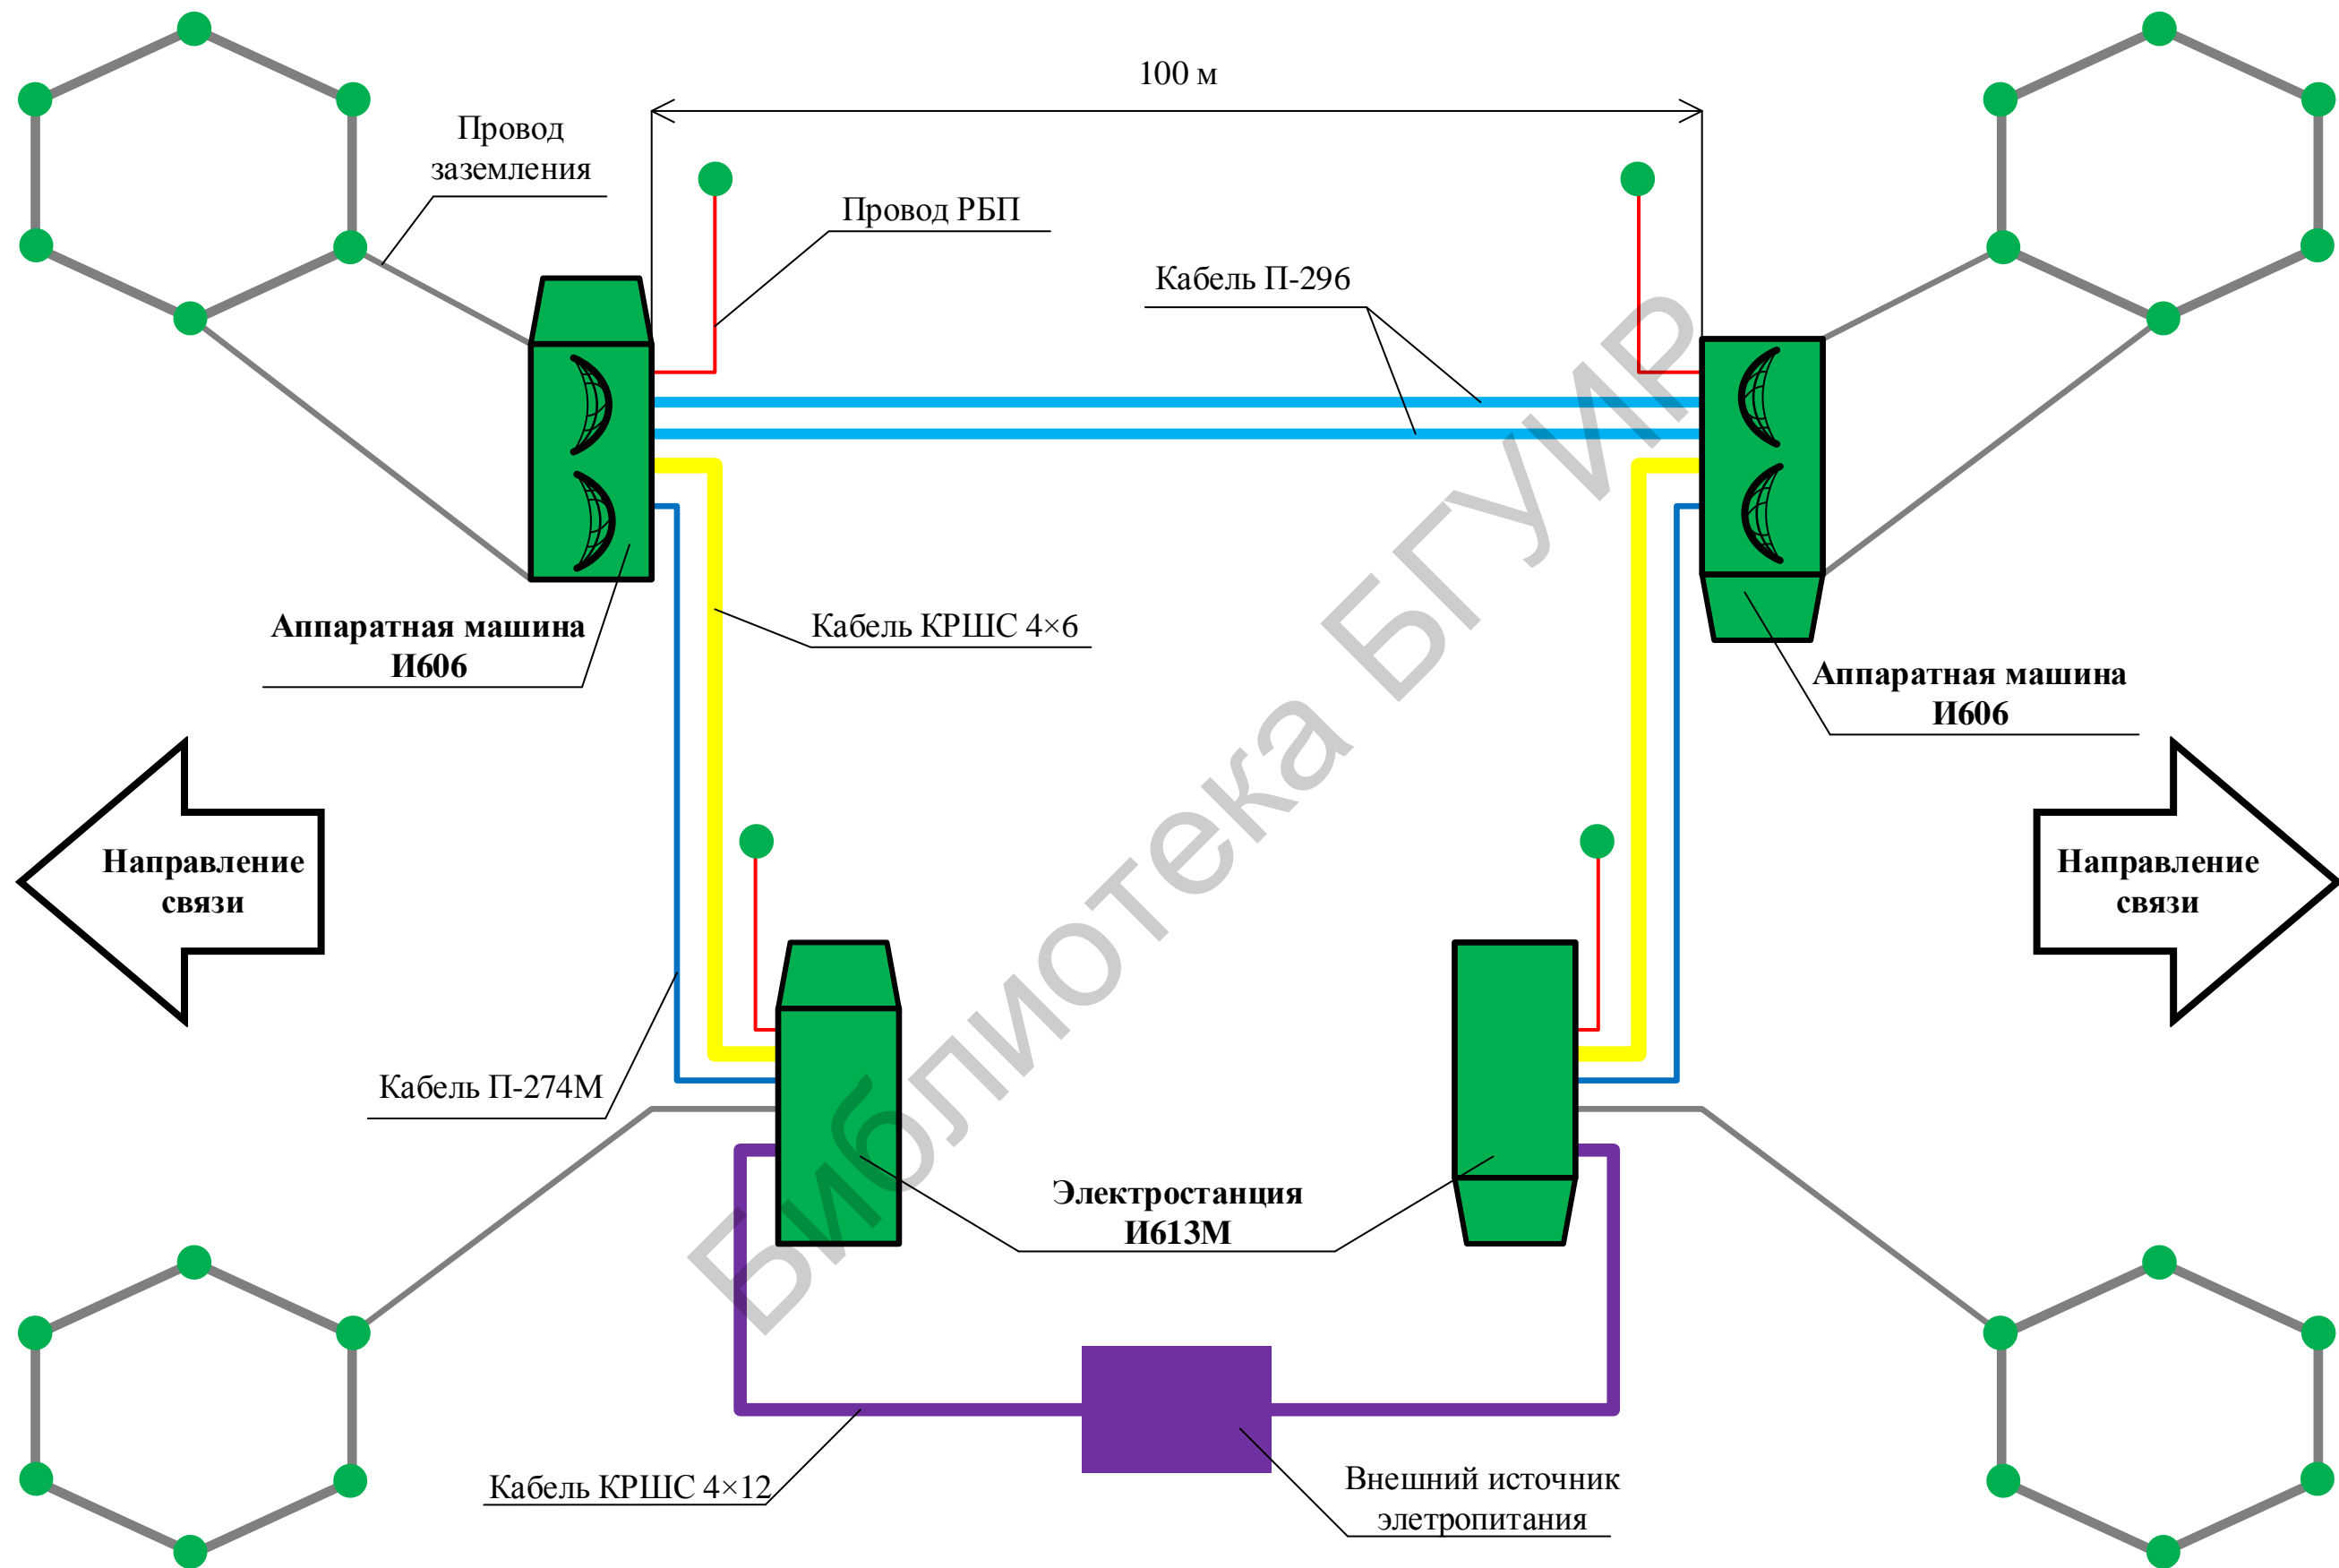 100 м
Провод
заземления
Провод РБП
Кабель П-296
Аппаратная машина
И606
Кабель КРШС 4×6
Аппаратная машина
И606
Направление
связи
Направление
связи
Кабель П-274М
Электростанция
И613М
Кабель КРШС 4×12
Внешний источник
элетропитания
Библиотека БГУИР